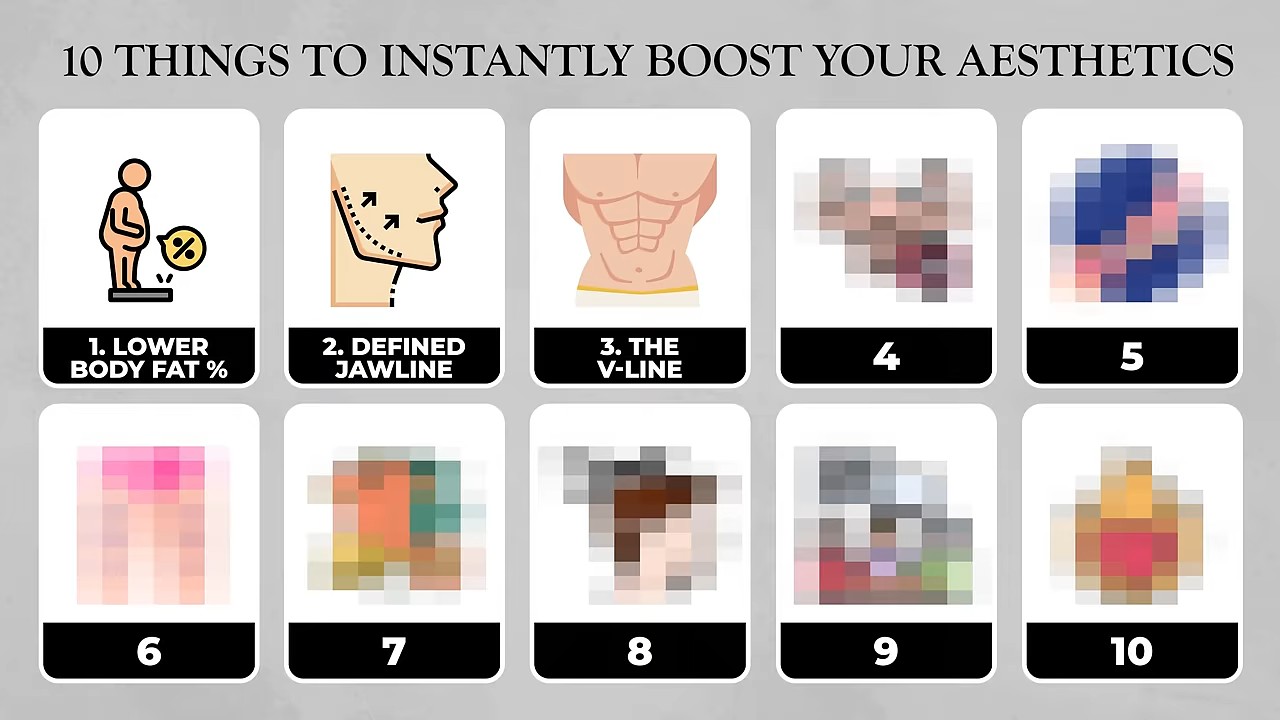 10 THINGS TO INSTANTLY BOOST YOUR AESTHETICS
%
1. LOWER
BODY FAT %
2. DEFINED
JAWLINE
3. THE
V-LINE
4
5
6
7
8
9
10